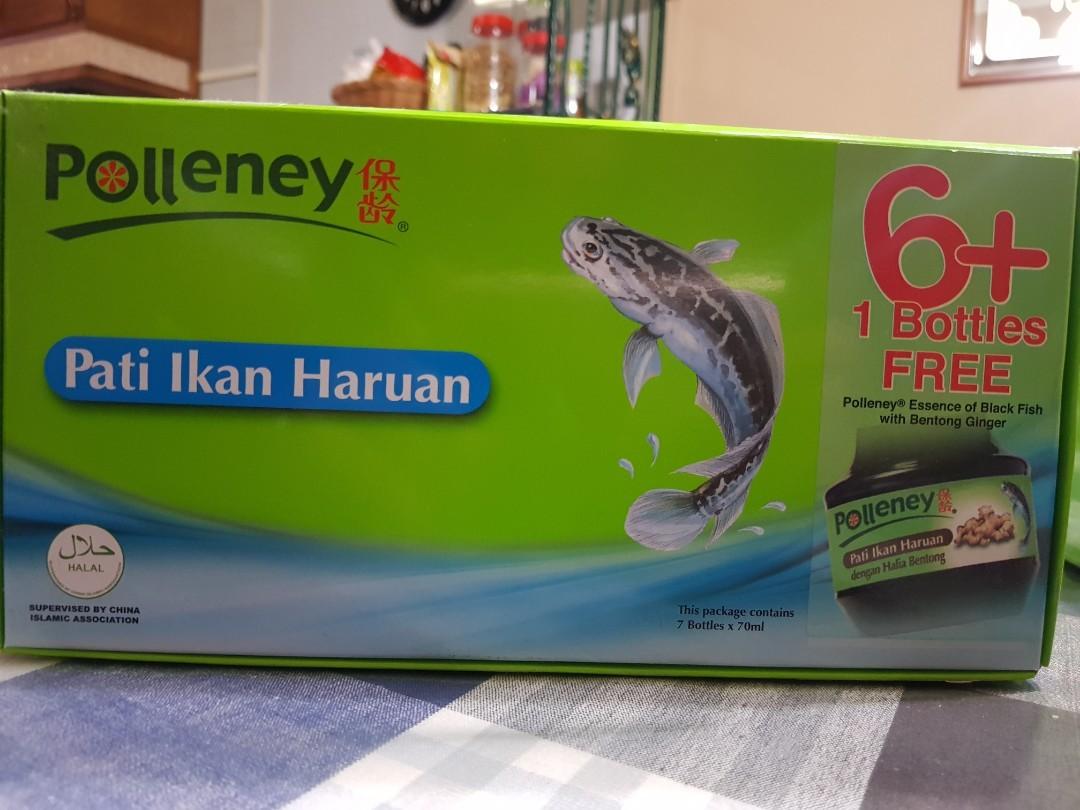 Polleney 保龄 ®
Pati Ikan Haruan
حلال
HALAL
SUPERVISED BY CHINA
ISLAMIC ASSOCIATION
This package contains
7 Bottles x 70ml
6+
1 Bottles
FREE
Polleney® Essence of Black Fish
with Bentong Ginger
Polleney 保龄
Pati Ikan Haruan
dengan Halia Bentong